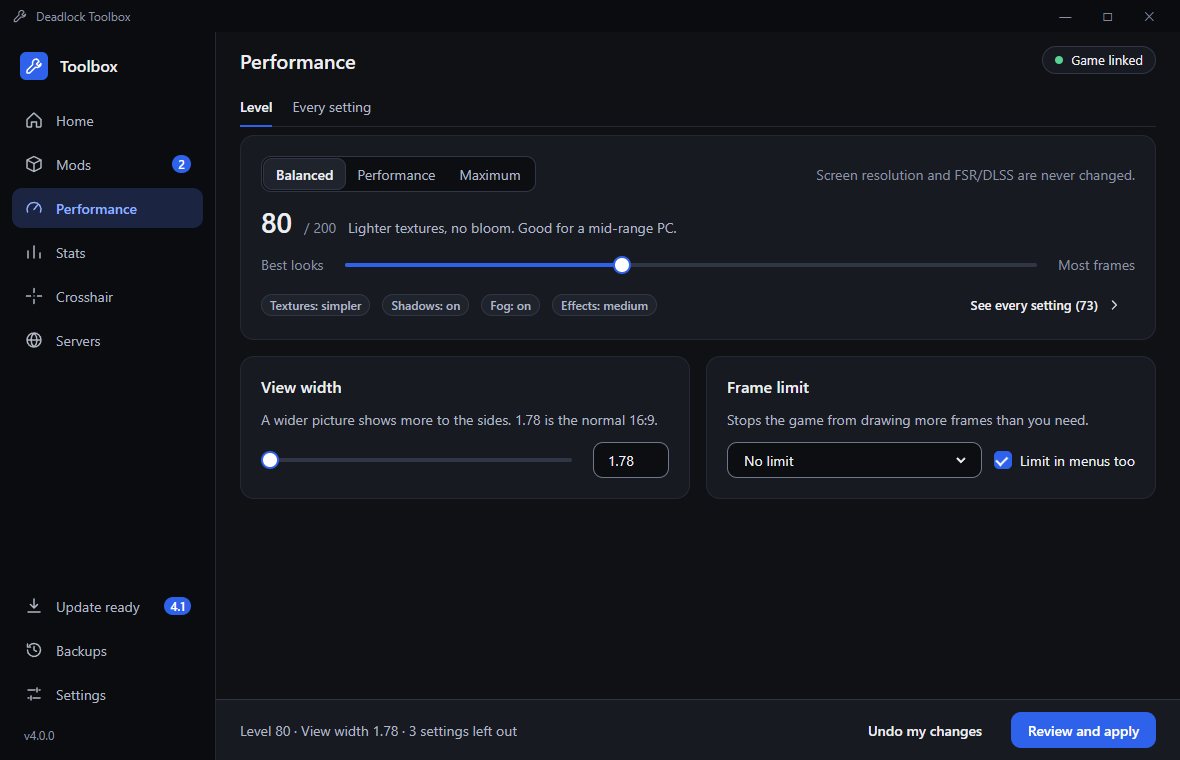 Deadlock Toolbox
Toolbox
Home
Mods 2
Performance
Stats
Crosshair
Servers
Update ready 4.1
Backups
Settings
v4.0.0
Performance
Game linked
Level Every setting
Balanced Performance Maximum
Screen resolution and FSR/DLSS are never changed.
80 / 200 Lighter textures, no bloom. Good for a mid-range PC.
Best looks Most frames
Textures: simpler Shadows: on Fog: on Effects: medium
See every setting (73)
View width
A wider picture shows more to the sides. 1.78 is the normal 16:9.
1.78
Frame limit
Stops the game from drawing more frames than you need.
No limit
Limit in menus too
Level 80 · View width 1.78 · 3 settings left out
Undo my changes
Review and apply